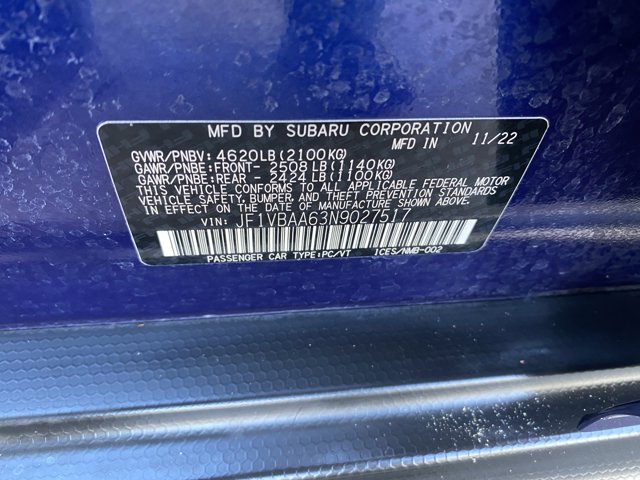 MFD BY SUBARU CORPORATION
MFD IN 11/22
GVWR/PNBV: 4620LB(2100KG)
GAWR/PNBE:FRONT- 2508LB(1140KG)
GAWR/PNBE:REAR - 2424LB(1100KG)
THIS VEHICLE CONFORMS TO ALL APPLICABLE FEDERAL MOTOR
VEHICLE SAFETY, BUMPER, AND THEFT PREVENTION STANDARDS
IN EFFECT ON THE DATE OF MANUFACTURE SHOWN ABOVE.
VIN: JF1VBAA63N9027517
PASSENGER CAR TYPE:PC/VT ICES/NMB-002